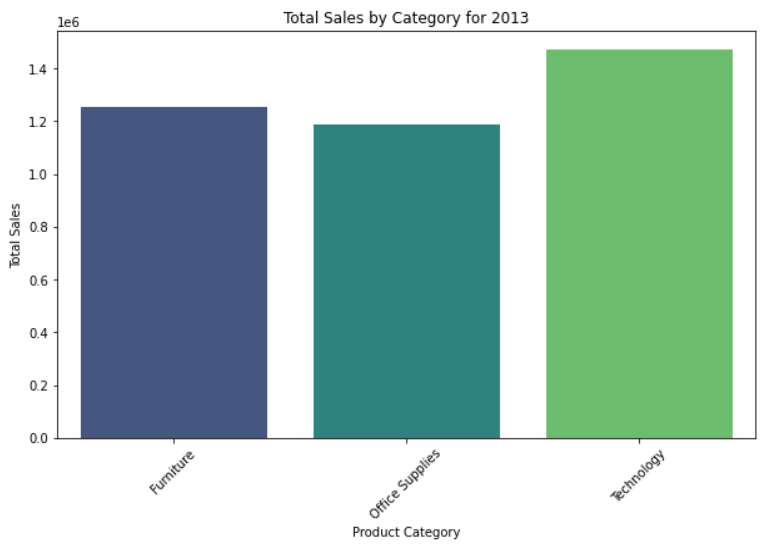 Total Sales by Category for 2013
1e6
1.4
1.2
1.0
0.8
0.6
0.4
0.2
0.0
Total Sales
Furniture
Office Supplies
Technology
Product Category